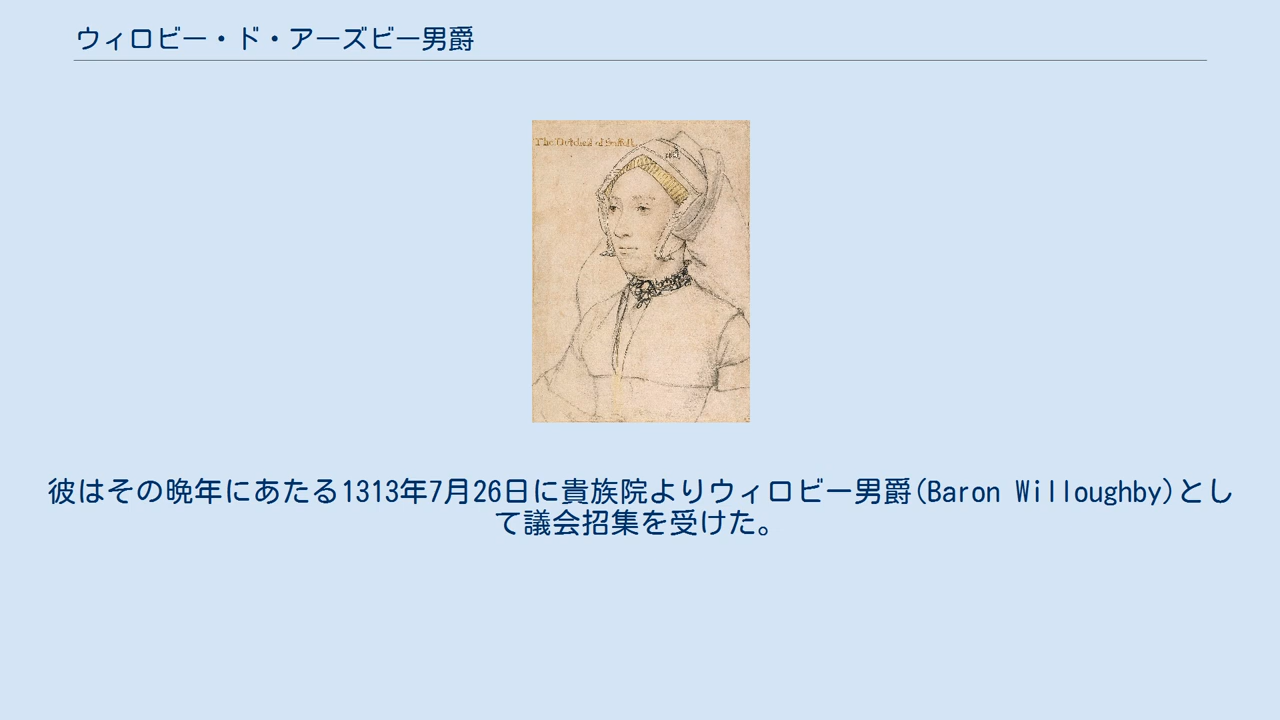 ウィロビー・ド・アーズビー男爵
The Dutchess of Suffolk.
彼はその晩年にあたる1313年7月26日に貴族院よりウィロビー男爵(Baron Willoughby)とし
て議会招集を受けた。